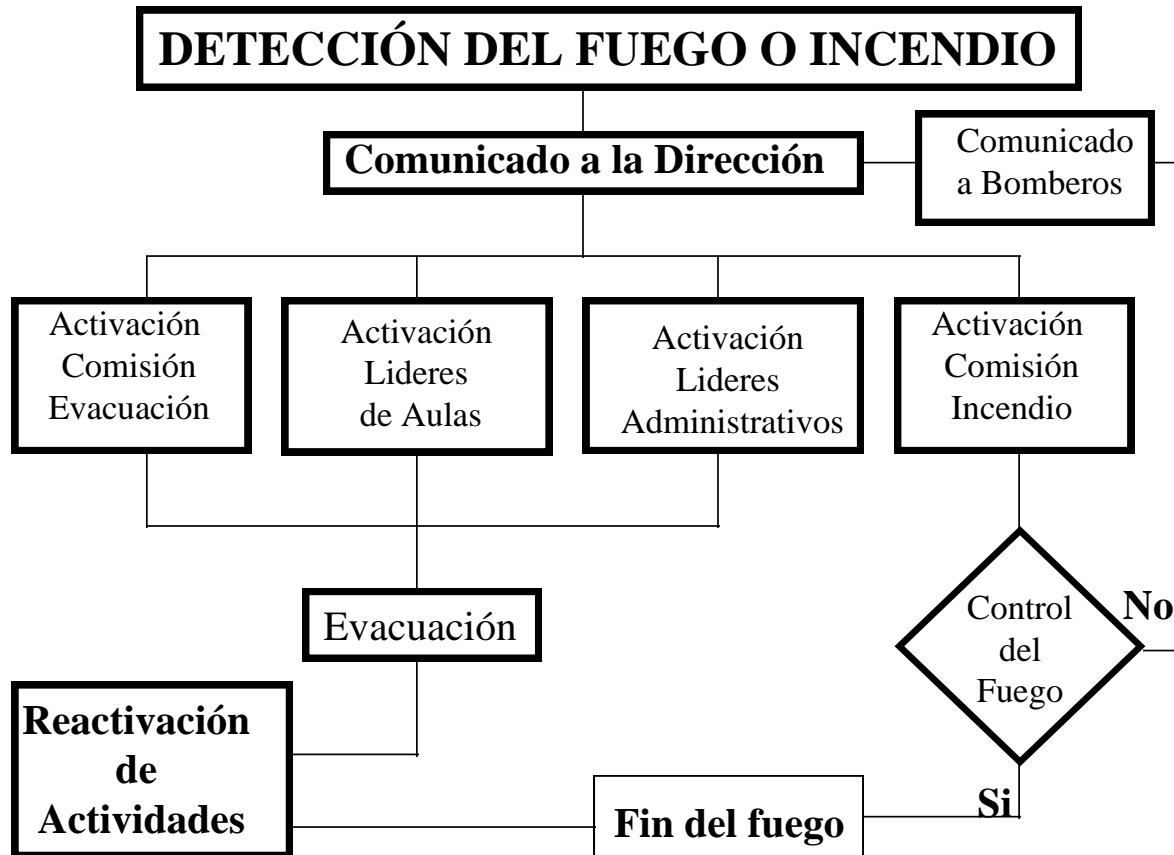 DETECCIÓN DEL FUEGO O INCENDIO
Comunicado a la Dirección
Comunicado
a Bomberos
Activación
Comisión
Evacuación
Activación
Lideres
de Aulas
Activación
Lideres
Administrativos
Activación
Comisión
Incendio
Evacuación
Control
del
Fuego
No
Reactivación
de
Actividades
Fin del fuego
Si